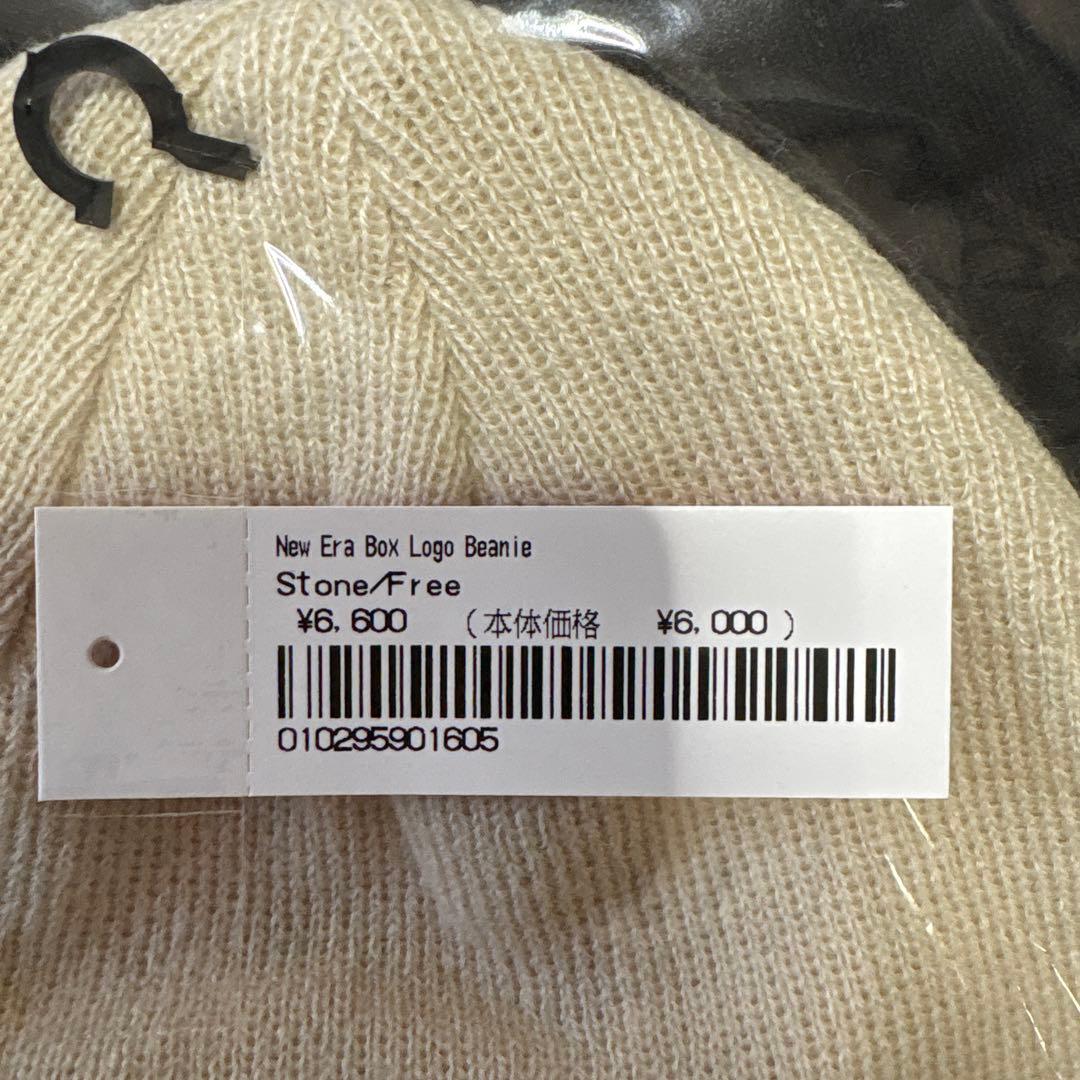 New Era Box Logo Beanie
Stone/Free
¥6,600 (本体価格 ¥6,000)
010295901605